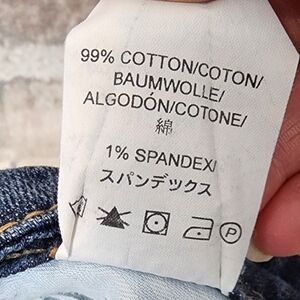 99% COTTON/COTON/
BAUMWOLLE/
ALGODÓN/COTONE/
綿
1% SPANDEX
スパンデックス
P